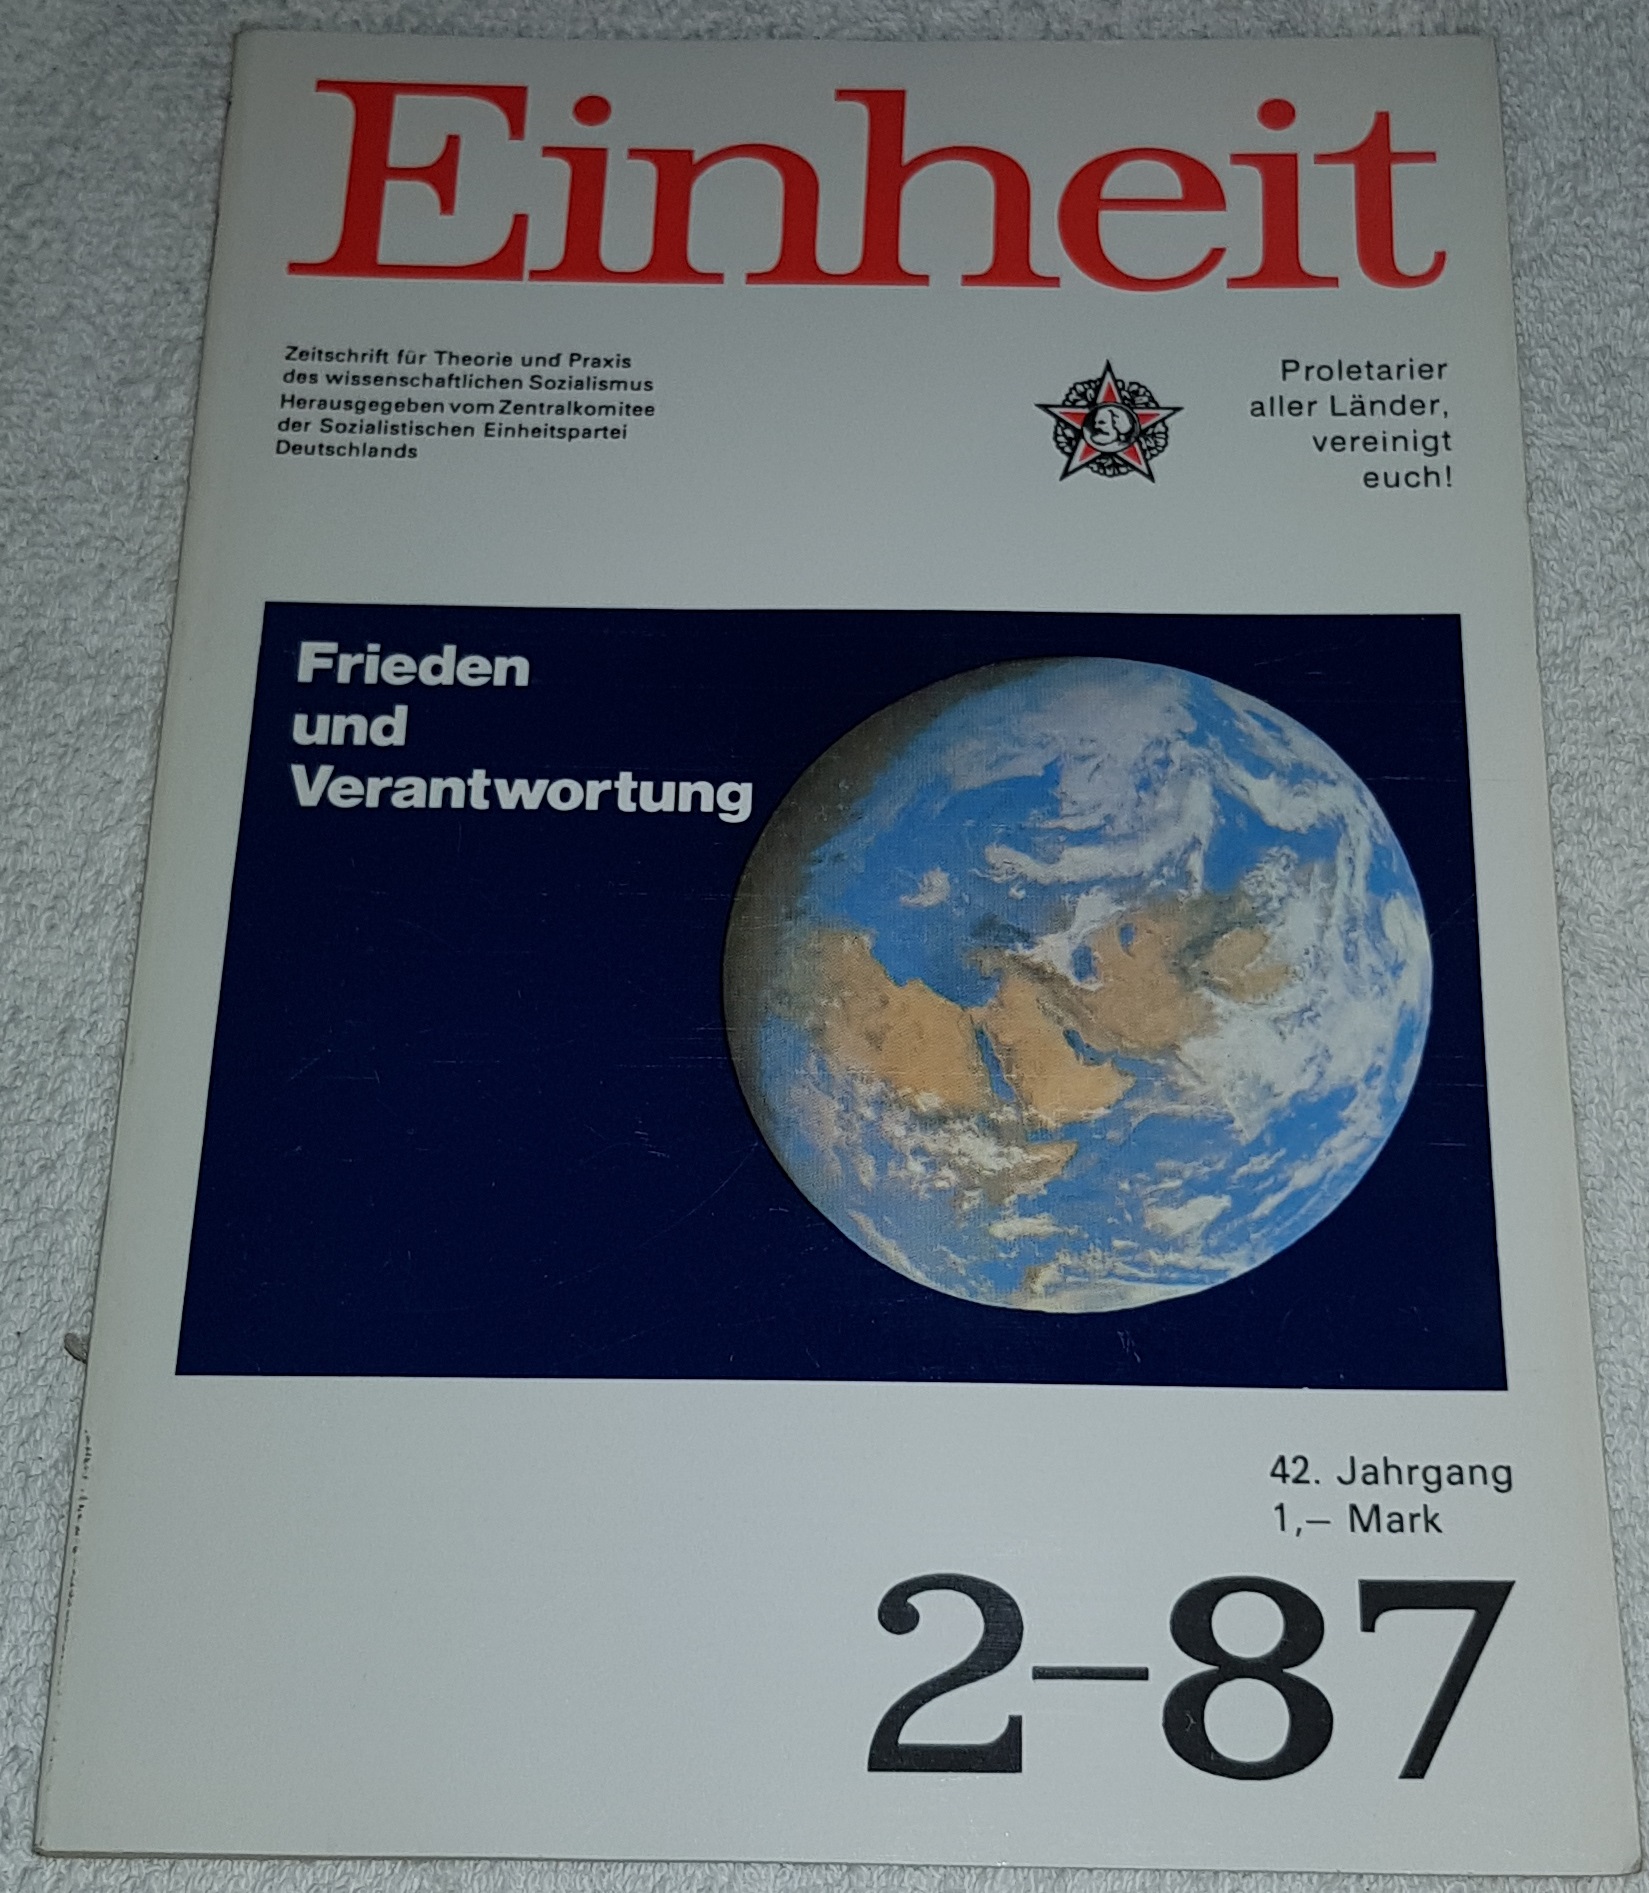 Einheit
Zeitschrift für Theorie und Praxis
des wissenschaftlichen Sozialismus
Herausgegeben vom Zentralkomitee
der Sozialistischen Einheitspartei
Deutschlands
Proletarier
aller Länder,
vereinigt
euch!
Frieden
und
Verantwortung
42. Jahrgang
1,— Mark
2–87